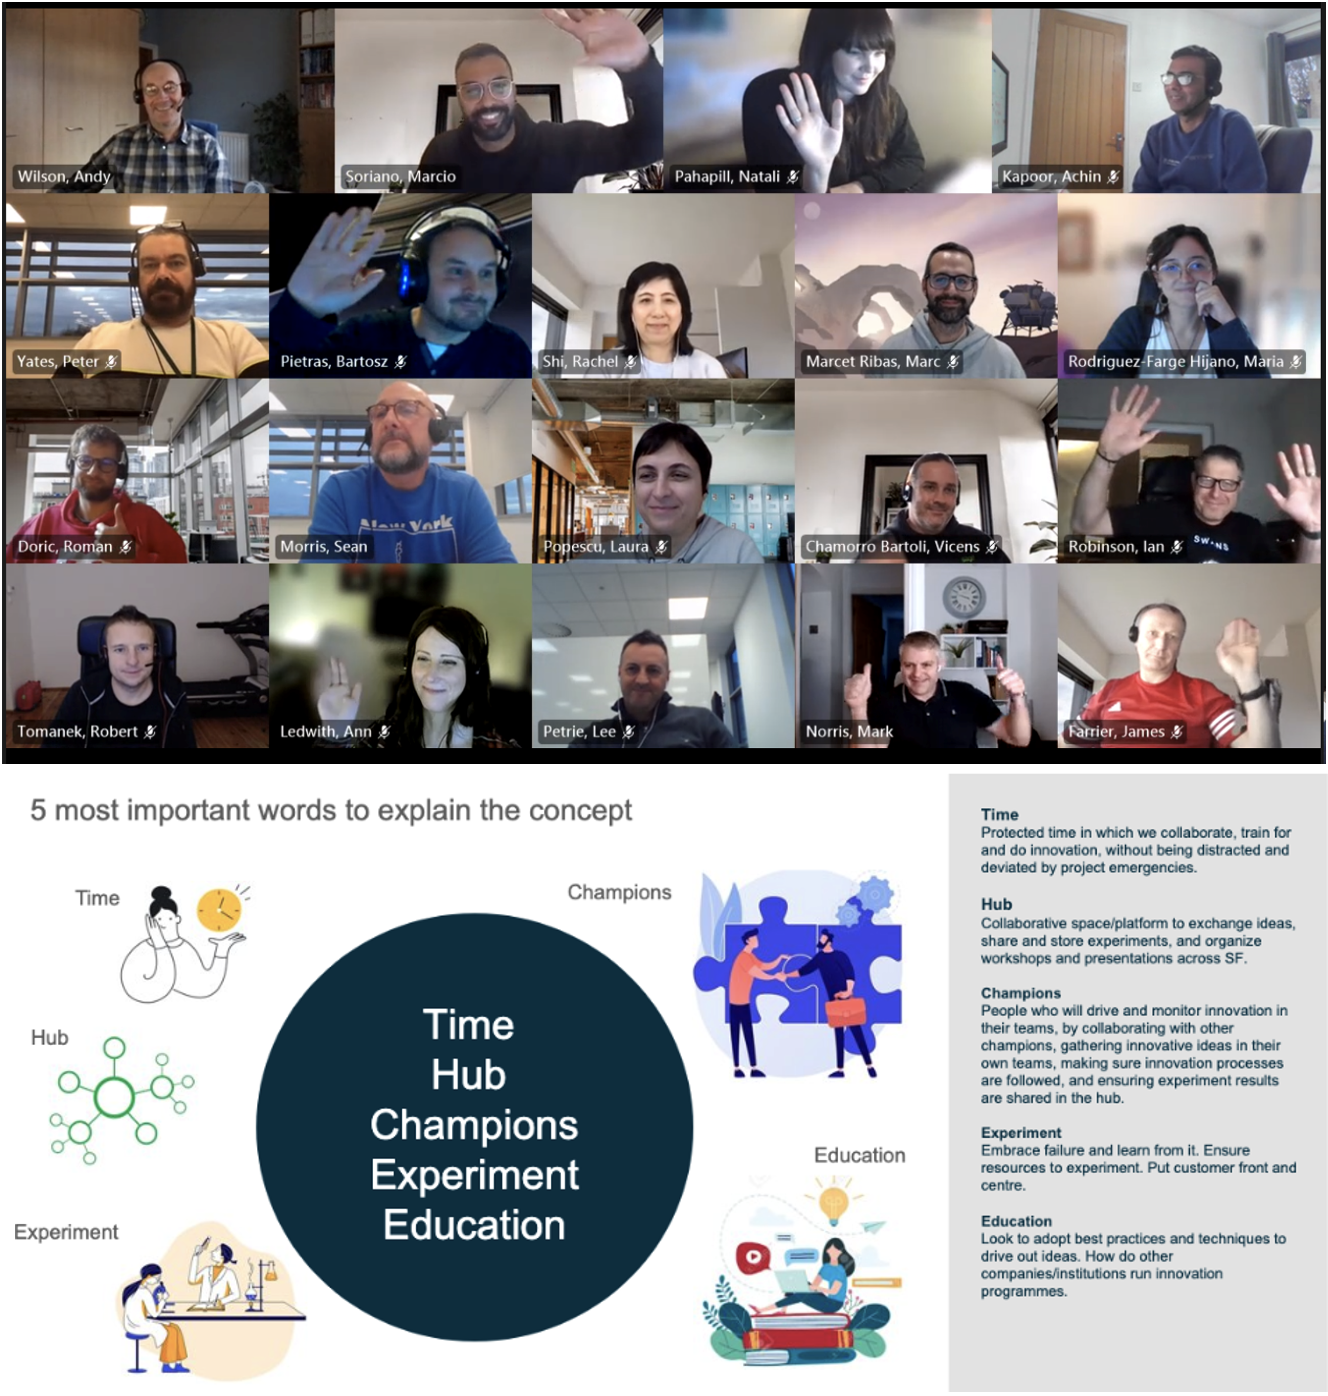 Wilson, Andy
Soriano, Marcio
Pahapill, Natali
Kapoor, Achin
Yates, Peter
Pietras, Bartosz
Shi, Rachel
Marcet Ribas, Marc
Rodriguez-Farge Hijano, Maria
Doric, Roman
New York
Morris, Sean
Popescu, Laura
Chamorro Bartoli, Vicens
Robinson, Ian
Tomanek, Robert
Ledwith, Ann
Petrie, Lee
Norris, Mark
Farrier, James
5 most important words to explain the concept
Time
Hub
Experiment
Time
Hub
Champions
Experiment
Education
Champions
Education
Time
Protected time in which we collaborate, train for
and do innovation, without being distracted and
deviated by project emergencies.
Hub
Collaborative space/platform to exchange ideas,
share and store experiments, and organize
workshops and presentations across SF.
Champions
People who will drive and monitor innovation in
their teams, by collaborating with other
champions, gathering innovative ideas in their
own teams, making sure innovation processes
are followed, and ensuring experiment results
are shared in the hub.
Experiment
Embrace failure and learn from it. Ensure
resources to experiment. Put customer front and
centre.
Education
Look to adopt best practices and techniques to
drive out ideas. How do other
companies/institutions run innovation
programmes.